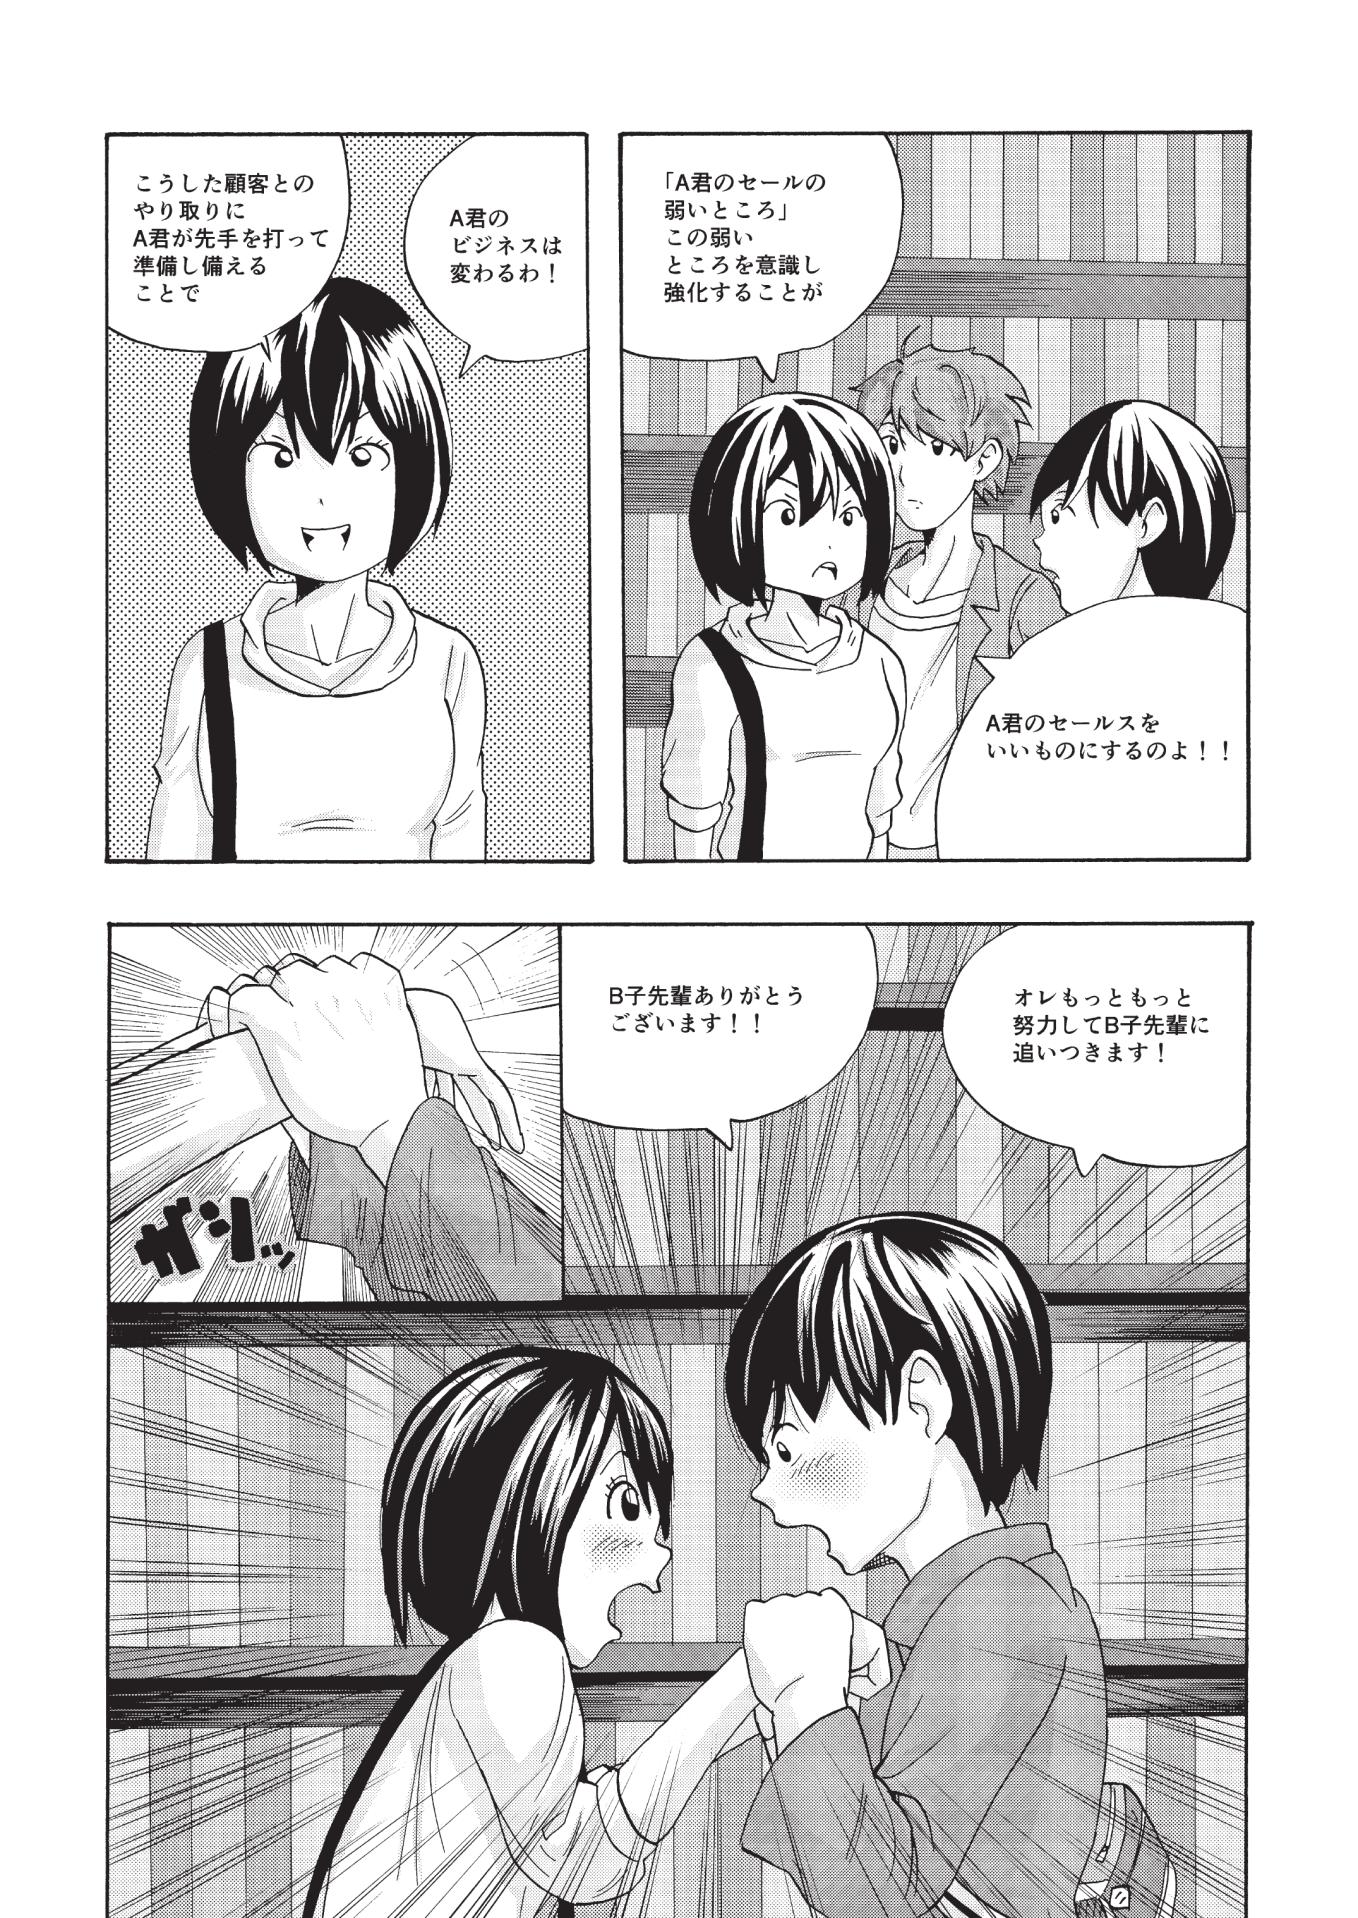 こうした顧客との
やり取りに
A君が先手を打って
準備し備える
ことで
A君の
ビジネスは
変わるわ！
「A君のセールの
弱いところ」
この弱い
ところを意識し
強化することが
A君のセールスを
いいものにするのよ！！
ガシッ
B子先輩ありがとう
ございます！！
オレもっともっと
努力してB子先輩に
追いつきます！